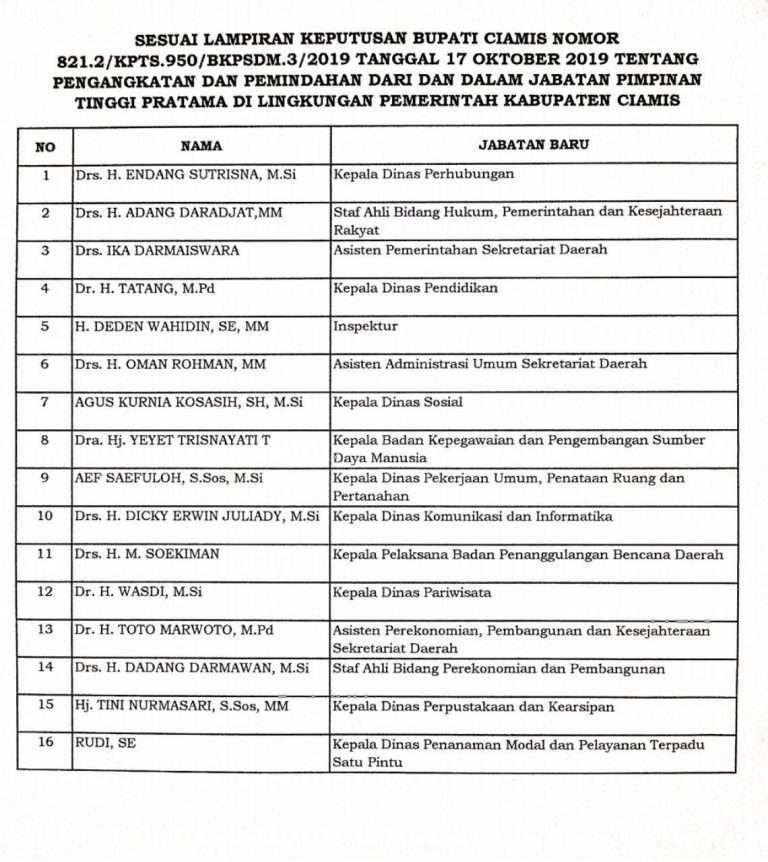 SESUAI LAMPIRAN KEPUTUSAN BUPATI CIAMIS NOMOR
821.2/KPTS.950/BKPSDM.3/2019 TANGGAL 17 OKTOBER 2019 TENTANG
PENGANGKATAN DAN PEMINDAHAN DARI DAN DALAM JABATAN PIMPINAN
TINGGI PRATAMA DI LINGKUNGAN PEMERINTAH KABUPATEN CIAMIS
NO NAMA JABATAN BARU
1 Drs. H. ENDANG SUTRISNA, M.Si Kepala Dinas Perhubungan
2 Drs. H. ADANG DARADJAT,MM Staf Ahli Bidang Hukum, Pemerintahan dan Kesejahteraan
Rakyat
3 Drs. IKA DARMAISWARA Asisten Pemerintahan Sekretariat Daerah
4 Dr. H. TATANG, M.Pd Kepala Dinas Pendidikan
5 H. DEDEN WAHIDIN, SE, MM Inspektur
6 Drs. H. OMAN ROHMAN, MM Asisten Administrasi Umum Sekretariat Daerah
7 AGUS KURNIA KOSASIH, SH, M.Si Kepala Dinas Sosial
8 Dra. Hj. YEYET TRISNAYATI T Kepala Badan Kepegawaian dan Pengembangan Sumber
Daya Manusia
9 AEF SAEFULOH, S.Sos, M.Si Kepala Dinas Pekerjaan Umum, Penataan Ruang dan
Pertanahan
10 Drs. H. DICKY ERWIN JULIADY, M.Si Kepala Dinas Komunikasi dan Informatika
11 Drs. H. M. SOEKIMAN Kepala Pelaksana Badan Penanggulangan Bencana Daerah
12 Dr. H. WASDI, M.Si Kepala Dinas Pariwisata
13 Dr. H. TOTO MARWOTO, M.Pd Asisten Perekonomian, Pembangunan dan Kesejahteraan
Sekretariat Daerah
14 Drs. H. DADANG DARMAWAN, M.Si Staf Ahli Bidang Perekonomian dan Pembangunan
15 Hj. TINI NURMASARI, S.Sos, MM Kepala Dinas Perpustakaan dan Kearsipan
16 RUDI, SE Kepala Dinas Penanaman Modal dan Pelayanan Terpadu
Satu Pintu